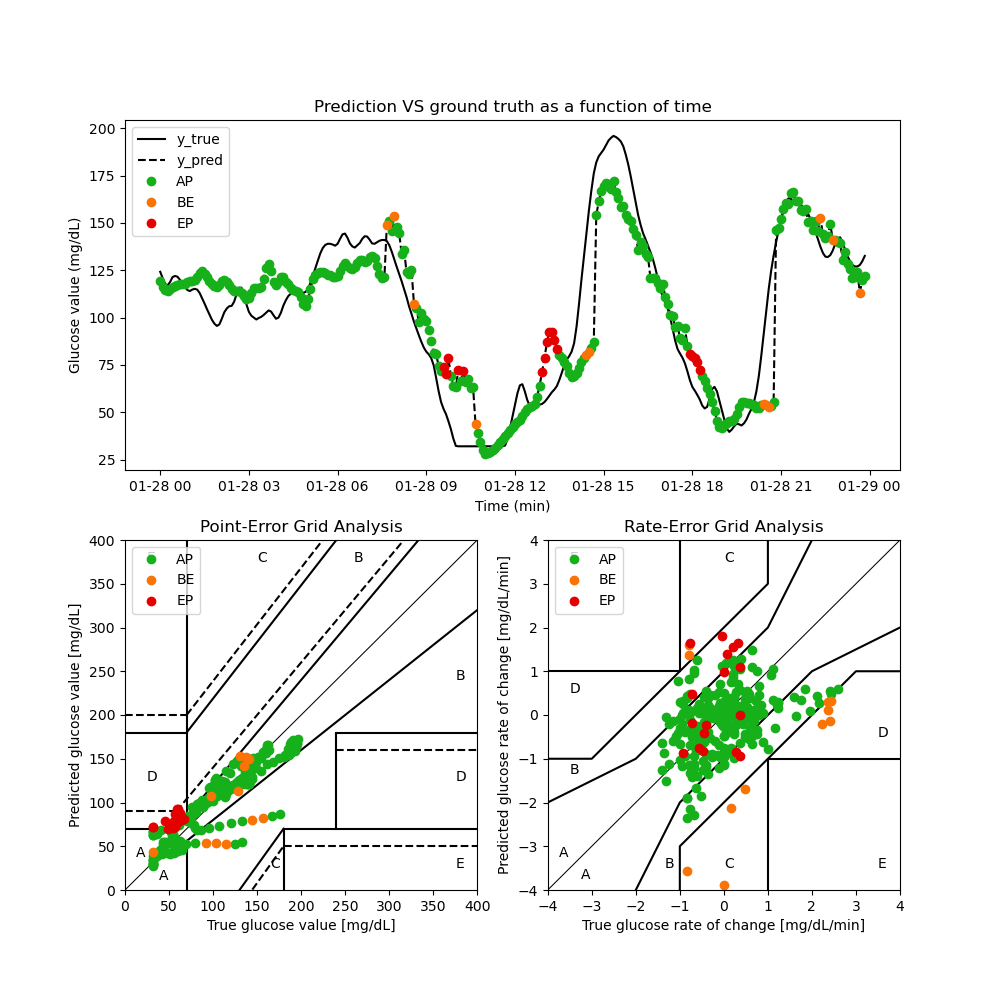 Prediction VS ground truth as a function of time
Glucose value (mg/dL)
200
175
150
125
100
75
50
25
y_true
y_pred
AP
BE
EP
01-28 00
01-28 03
01-28 06
01-28 09
01-28 12
01-28 15
01-28 18
01-28 21
01-29 00
Time (min)
Point-Error Grid Analysis
Predicted glucose value [mg/dL]
400
350
300
250
200
150
100
50
0
AP
BE
EP
C
B
B
D
D
A
A
C
E
0
50
100
150
200
250
300
350
400
True glucose value [mg/dL]
Rate-Error Grid Analysis
Predicted glucose rate of change [mg/dL/min]
4
3
2
1
0
−1
−2
−3
−4
AP
BE
EP
C
D
D
B
A
A
B
C
E
−4
−3
−2
−1
0
1
2
3
4
True glucose rate of change [mg/dL/min]